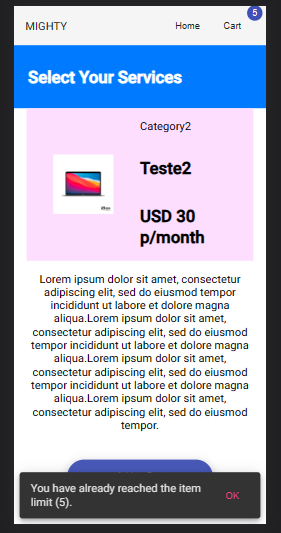 5
MIGHTY Home Cart
Select Your Services
Category2
Teste2
USD 30
p/month
Lorem ipsum dolor sit amet, consectetur
adipiscing elit, sed do eiusmod tempor
incididunt ut labore et dolore magna
aliqua.Lorem ipsum dolor sit amet,
consectetur adipiscing elit, sed do eiusmod
tempor incididunt ut labore et dolore magna
aliqua.Lorem ipsum dolor sit amet,
consectetur adipiscing elit, sed do eiusmod
tempor incididunt ut labore et dolore magna
aliqua.Lorem ipsum dolor sit amet,
consectetur adipiscing elit, sed do eiusmod
tempor.
You have already reached the item
limit (5).
OK